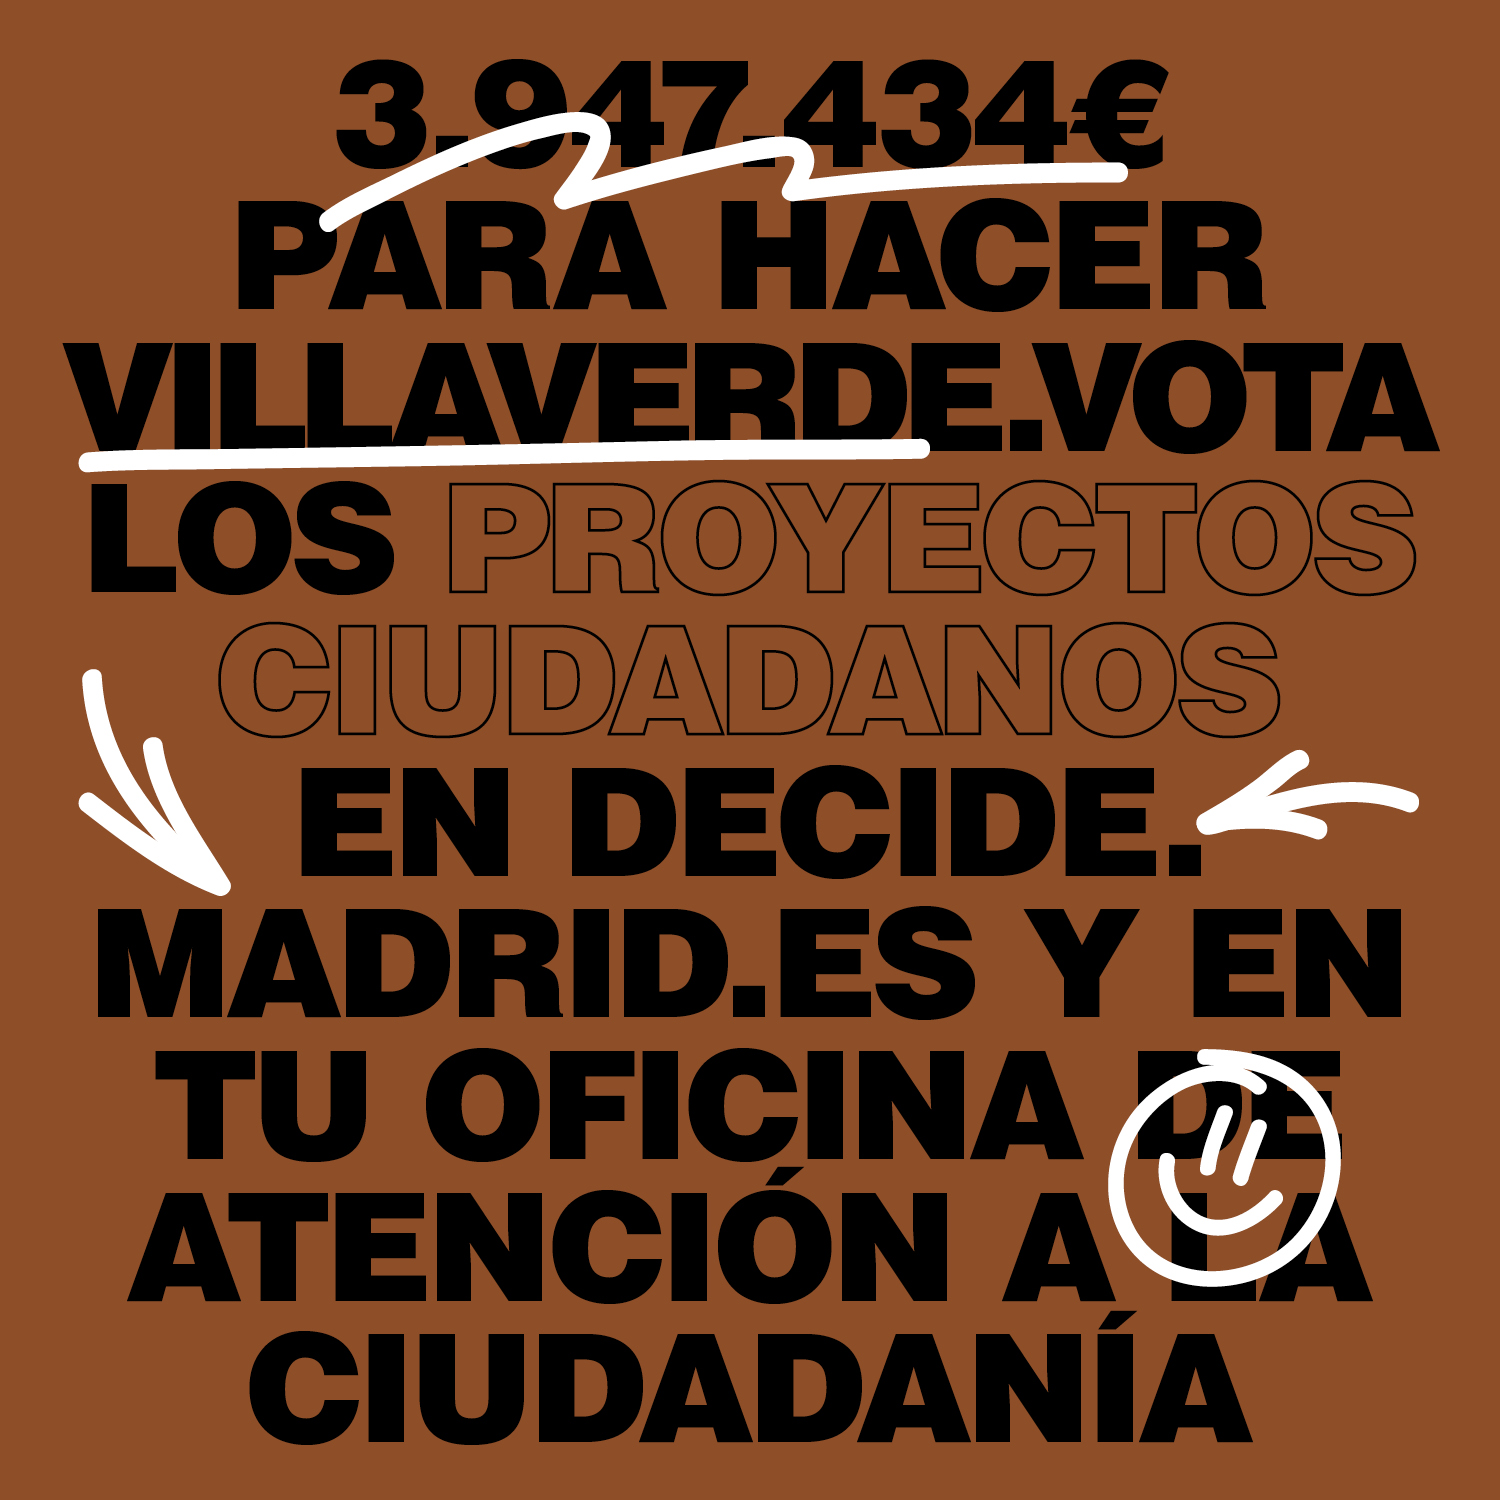 3.947.434€
PARA HACER
VILLAVERDE.VOTA
LOS PROYECTOS
CIUDADANOS
EN DECIDE.
MADRID.ES Y EN
TU OFICINA DE
ATENCIÓN A LA
CIUDADANÍA